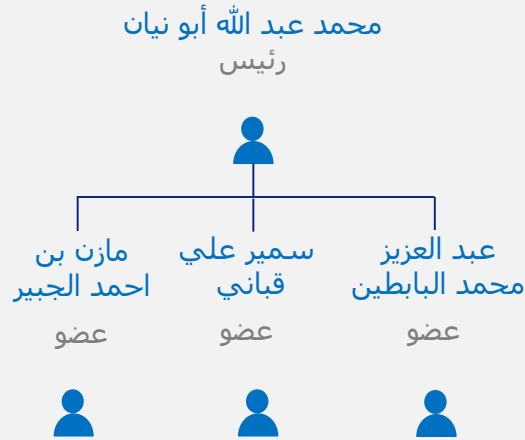 محمد عبد الله أبو نيان
رئيس
عبد العزيز
محمد البابطين
عضو
سمير علي
قباني
عضو
مازن بن
احمد الجبير
عضو